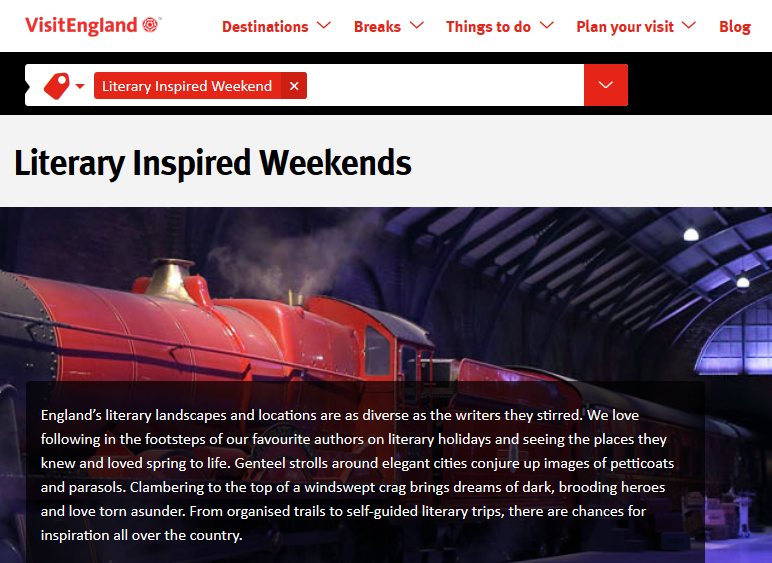 VisitEngland
Destinations Breaks Things to do Plan your visit Blog
Literary Inspired Weekend ×
Literary Inspired Weekends
England’s literary landscapes and locations are as diverse as the writers they stirred. We love
following in the footsteps of our favourite authors on literary holidays and seeing the places they
knew and loved spring to life. Genteel strolls around elegant cities conjure up images of petticoats
and parasols. Clambering to the top of a windswept crag brings dreams of dark, brooding heroes
and love torn asunder. From organised trails to self-guided literary trips, there are chances for
inspiration all over the country.